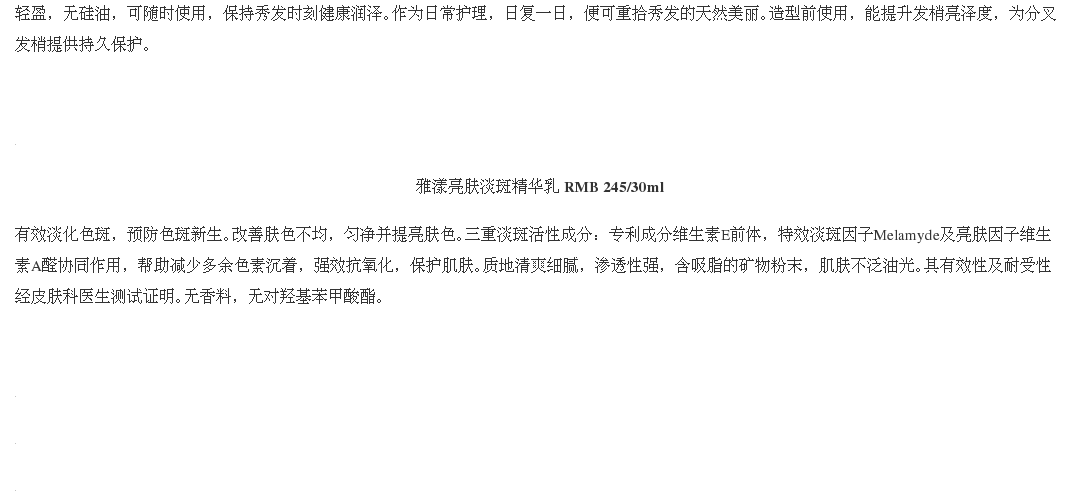 轻盈，无硅油，可随时使用，保持秀发时刻健康润泽。作为日常护理，日复一日，便可重拾秀发的天然美丽。造型前使用，能提升发梢亮泽度，为分叉
发梢提供持久保护。
雅漾亮肤淡斑精华乳 RMB 245/30ml
有效淡化色斑，预防色斑新生。改善肤色不均，匀净并提亮肤色。三重淡斑活性成分：专利成分维生素E前体，特效淡斑因子Melamyde及亮肤因子维生
素A醛协同作用，帮助减少多余色素沉着，强效抗氧化，保护肌肤。质地清爽细腻，渗透性强，含吸脂的矿物粉末，肌肤不泛油光。其有效性及耐受性
经皮肤科医生测试证明。无香料，无对羟基苯甲酸酯。